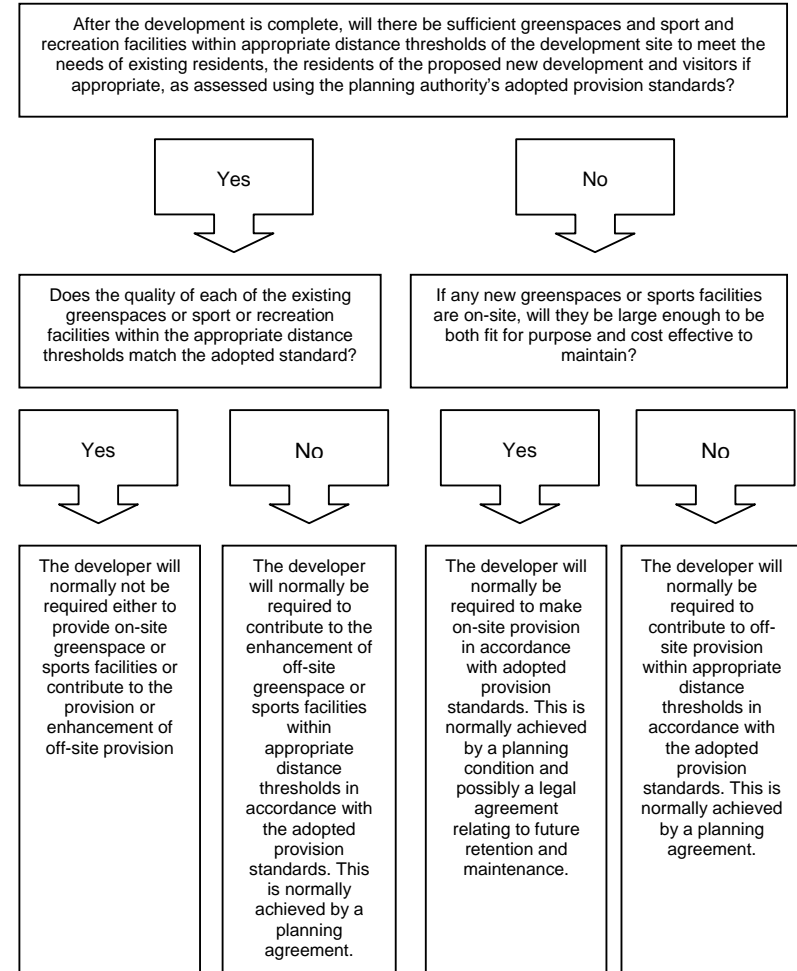 After the development is complete, will there be sufficient greenspaces and sport and
recreation facilities within appropriate distance thresholds of the development site to meet the
needs of existing residents, the residents of the proposed new development and visitors if
appropriate, as assessed using the planning authority’s adopted provision standards?
Yes
No
Does the quality of each of the existing
greenspaces or sport or recreation
facilities within the appropriate distance
thresholds match the adopted standard?
If any new greenspaces or sports facilities
are on-site, will they be large enough to be
both fit for purpose and cost effective to
maintain?
Yes
No
Yes
No
The developer will
normally not be
required either to
provide on-site
greenspace or
sports facilities or
contribute to the
provision or
enhancement of
off-site provision
The developer
will normally be
required to
contribute to the
enhancement of
off-site
greenspace or
sports facilities
within
appropriate
distance
thresholds in
accordance with
the adopted
provision
standards. This
is normally
achieved by a
planning
agreement.
The developer will
normally be
required to make
on-site provision
in accordance
with adopted
provision
standards. This is
normally achieved
by a planning
condition and
possibly a legal
agreement
relating to future
retention and
maintenance.
The developer will
normally be
required to
contribute to off-
site provision
within appropriate
distance
thresholds in
accordance with
the adopted
provision
standards. This is
normally achieved
by a planning
agreement.